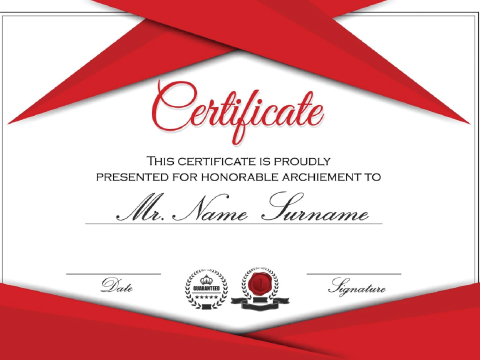 Certificate
THIS CERTIFICATE IS PROUDLY
PRESENTED FOR HONORABLE ARCHIEMENT TO
Mr. Name Surname
Date
GUARANTEED
Signature